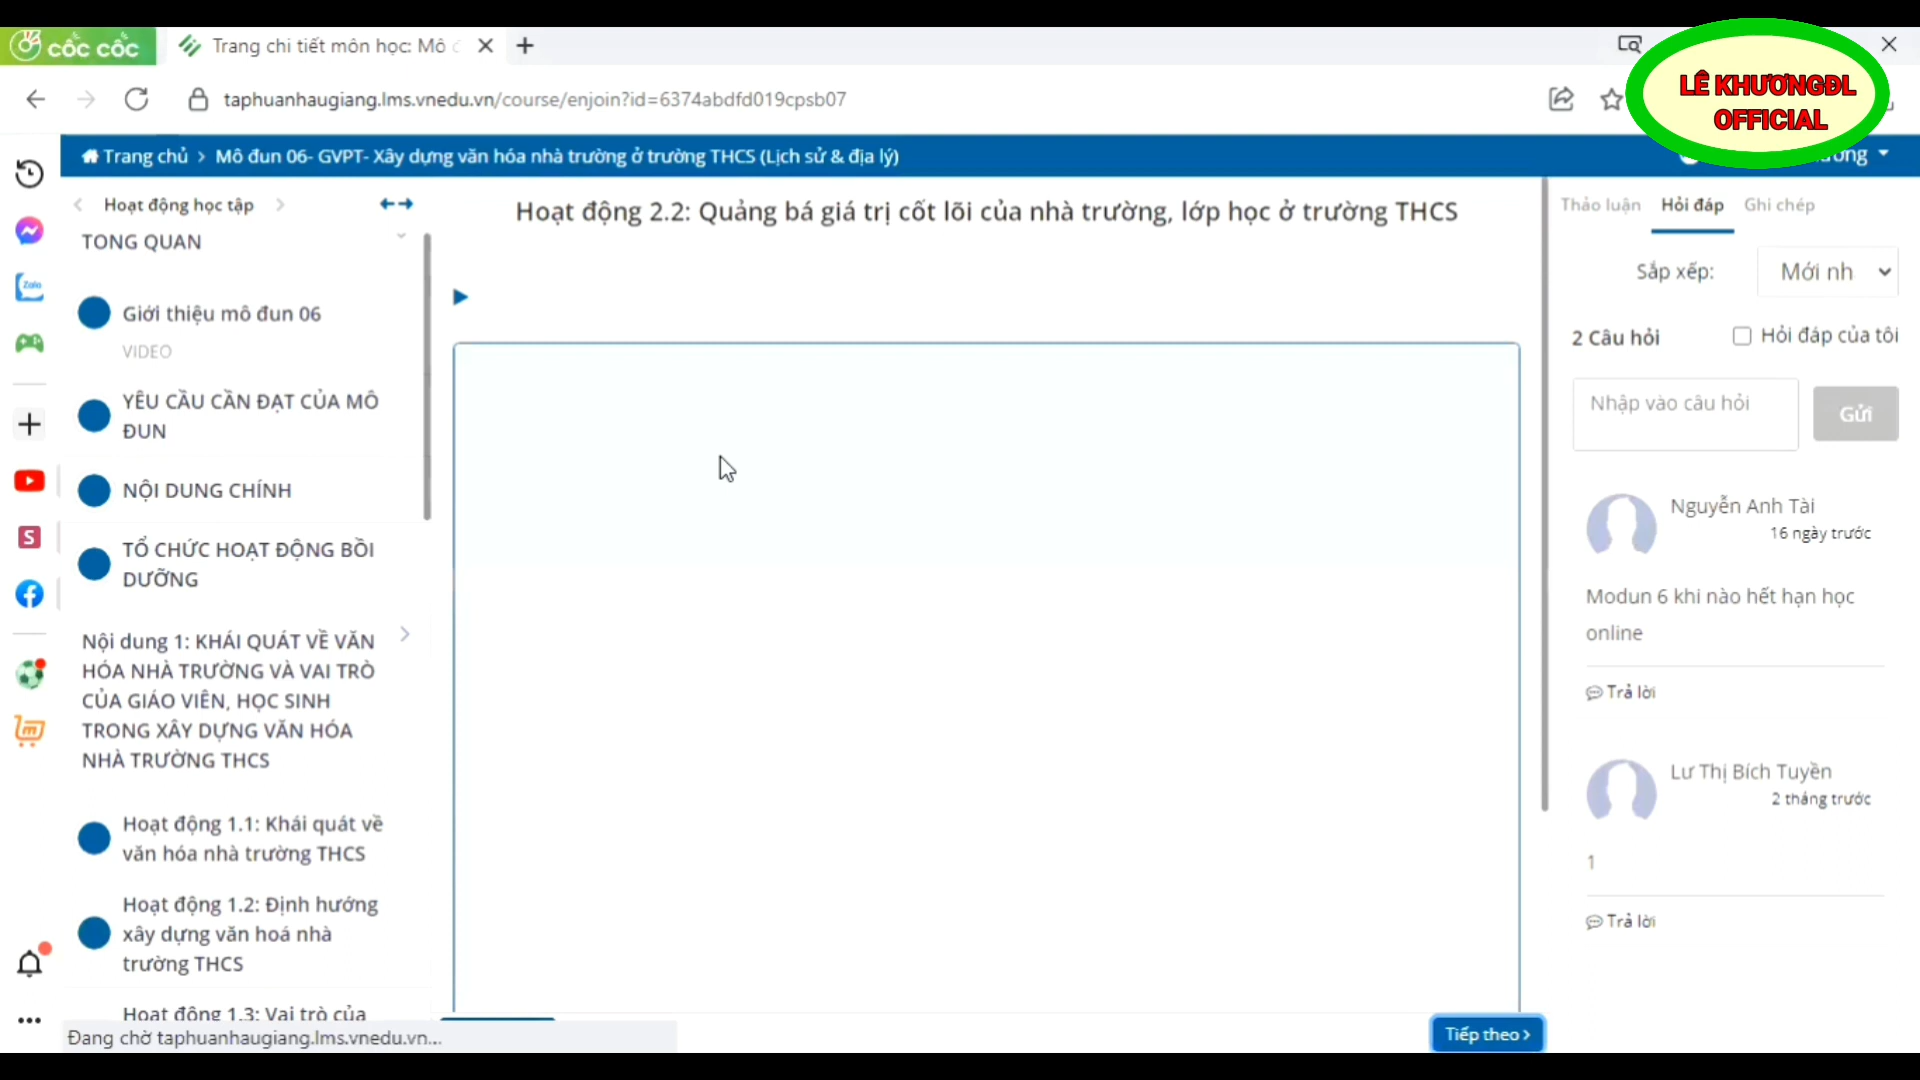 cốc cốc
Trang chi tiết môn học: Mô
LÊ KHƯƠNGĐL
OFFICIAL
taphuanhaugiang.lms.vnedu.vn/course/enjoin?id=6374abdfd019cpsb07
Trang chủ > Mô đun 06- GVPT- Xây dựng văn hóa nhà trường ở trường THCS (Lịch sử & địa lý)
Zalo
S
Hoạt động học tập
TONG QUAN
Giới thiệu mô đun 06
VIDEO
YÊU CẦU CẦN ĐẠT CỦA MÔ
ĐUN
NỘI DUNG CHÍNH
TỔ CHỨC HOẠT ĐỘNG BỒI
DƯỠNG
Nội dung 1: KHÁI QUÁT VỀ VĂN
HÓA NHÀ TRƯỜNG VÀ VAI TRÒ
CỦA GIÁO VIÊN, HỌC SINH
TRONG XÂY DỰNG VĂN HÓA
NHÀ TRƯỜNG THCS
Hoạt động 1.1: Khái quát về
văn hóa nhà trường THCS
Hoạt động 1.2: Định hướng
xây dựng văn hoá nhà
trường THCS
Hoạt động 1.3: Vai trò của
Đang chờ taphuanhaugiang.lms.vnedu.vn...
Hoạt động 2.2: Quảng bá giá trị cốt lõi của nhà trường, lớp học ở trường THCS
Tiếp theo >
Thảo luận Hỏi đáp Ghi chép
Sắp xếp: Mới nh
2 Câu hỏi Hỏi đáp của tôi
Nhập vào câu hỏi Gửi
Nguyễn Anh Tài
16 ngày trước
Modun 6 khi nào hết hạn học
online
Trả lời
Lư Thị Bích Tuyền
2 tháng trước
1
Trả lời